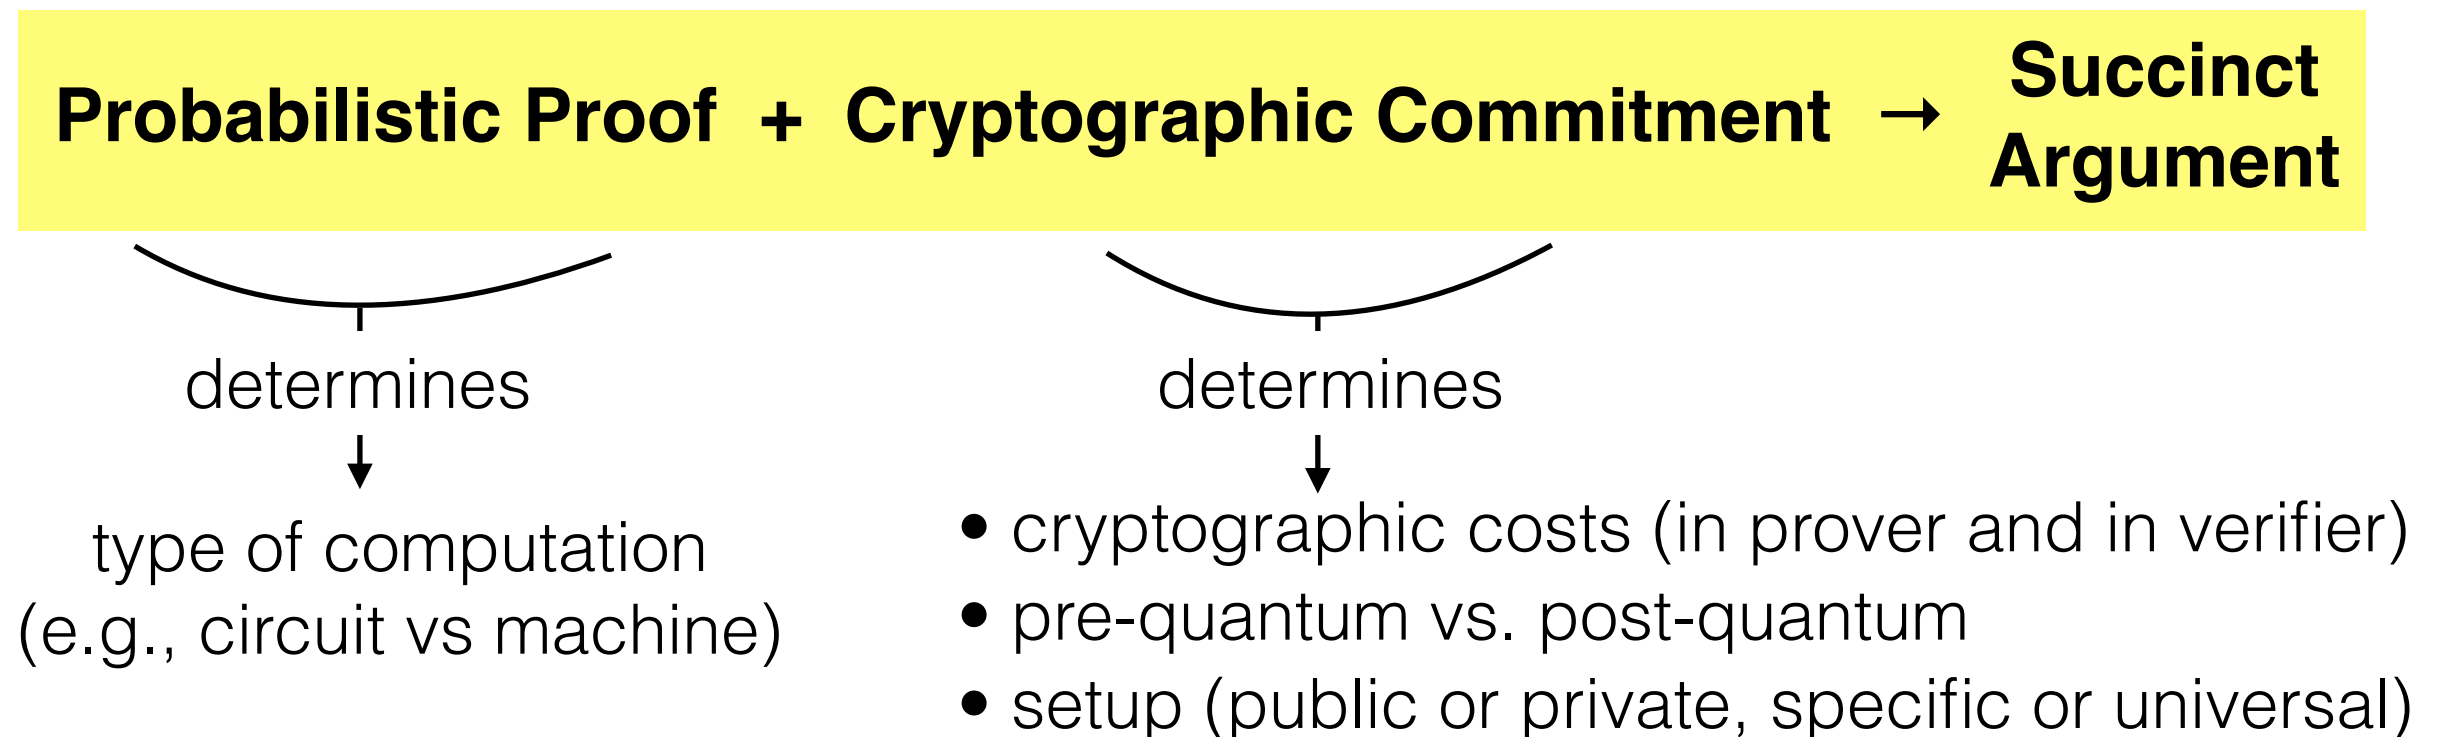 Probabilistic Proof + Cryptographic Commitment → Succinct Argument
determines
type of computation
(e.g., circuit vs machine)
determines
• cryptographic costs (in prover and in verifier)
• pre-quantum vs. post-quantum
• setup (public or private, specific or universal)